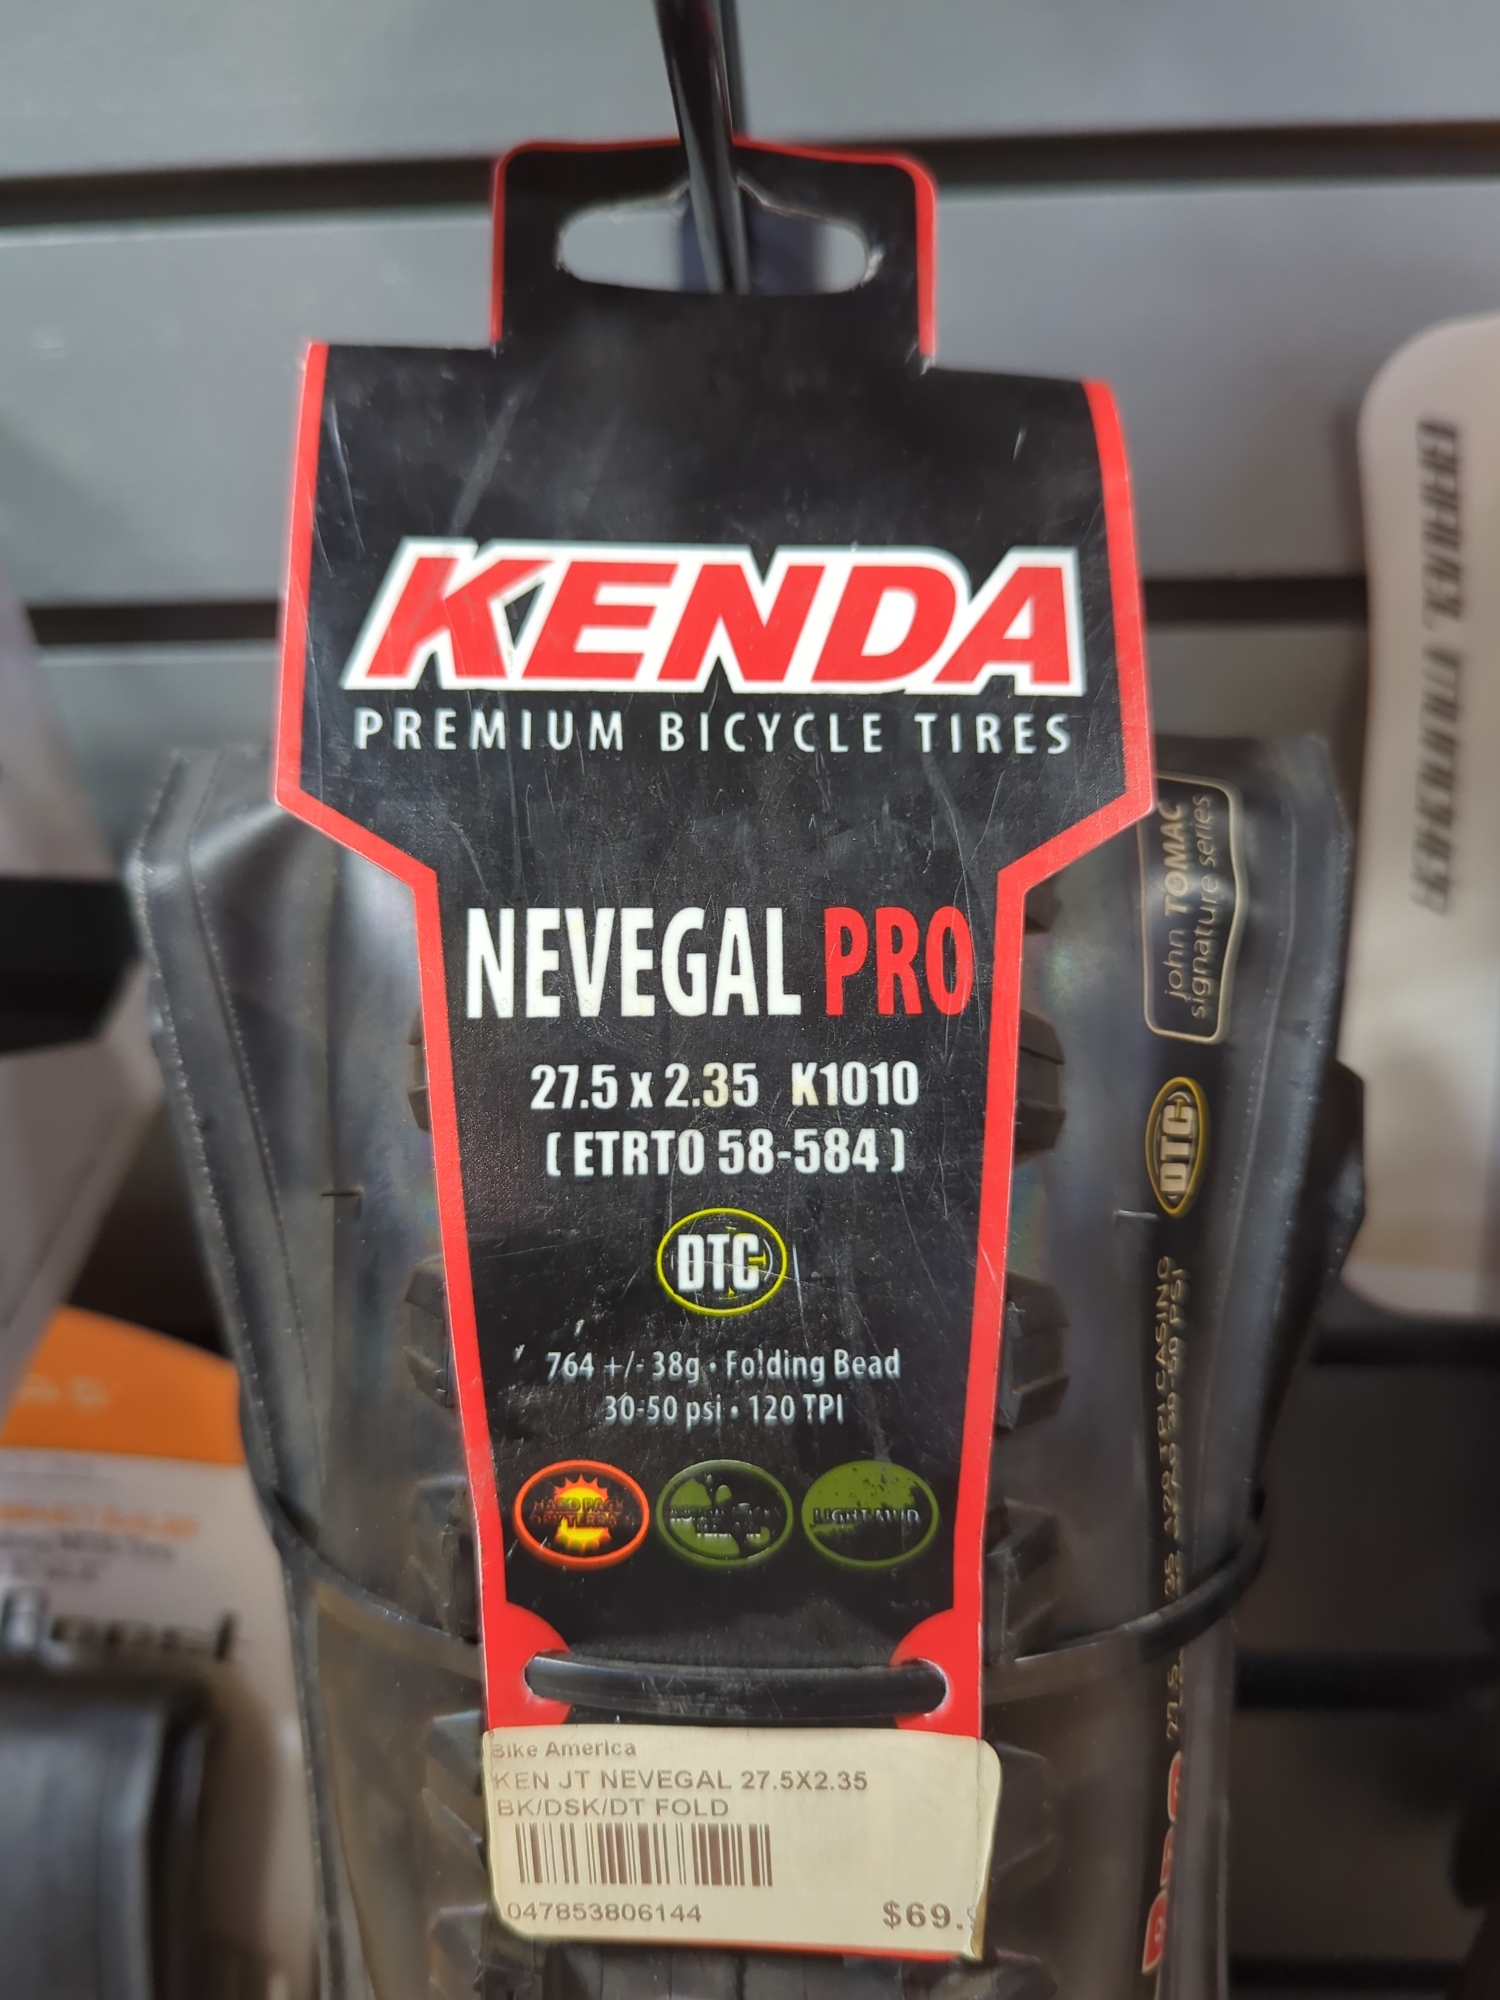 KENDA
PREMIUM BICYCLE TIRES
NEVEGAL PRO
27.5 x 2.35 K1010
( ETRTO 58-584 )
DTC
764 +/- 38g • Folding Bead
30-50 psi • 120 TPI
LIGHT MUD
Bike America
KEN JT NEVEGAL 27.5X2.35
BK/DSK/DT FOLD
047853806144
$69.
john TOMAC
signature series
DTC